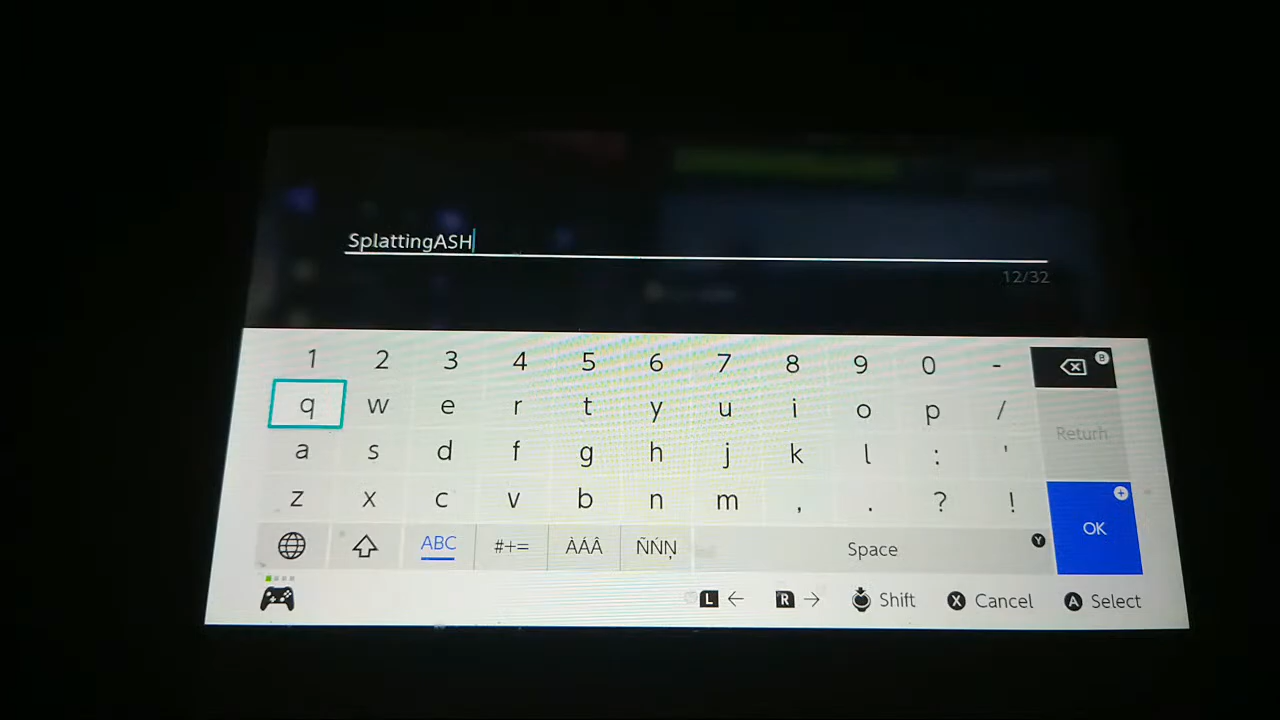 SplattingASH
12/32
1 2 3 4 5 6 7 8 9 0 -
q w e r t y u i o p /
Return
a s d f g h j k l : '
z x c v b n m , . ? !
OK
ABC #+= ÀÁÂ ÑŃŅ Space
L ← R → Shift X Cancel A Select